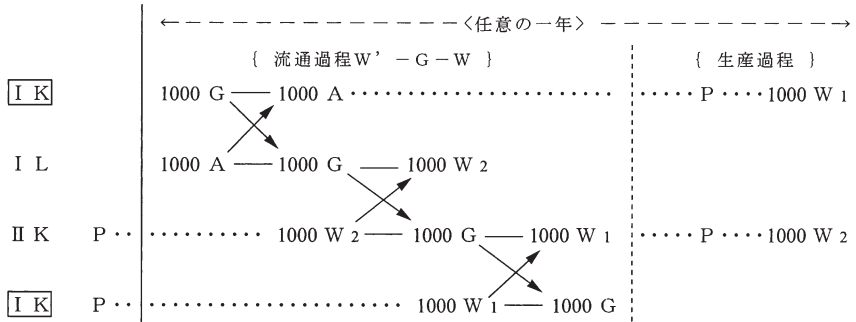 <任意の一年>
{ 流通過程W’－G－W } { 生産過程 }
I K 1000 G 1000 A P 1000 W 1
I L 1000 A 1000 G 1000 W 2
II K P 1000 W 2 1000 G 1000 W 1 P 1000 W 2
I K P 1000 W 1 1000 G